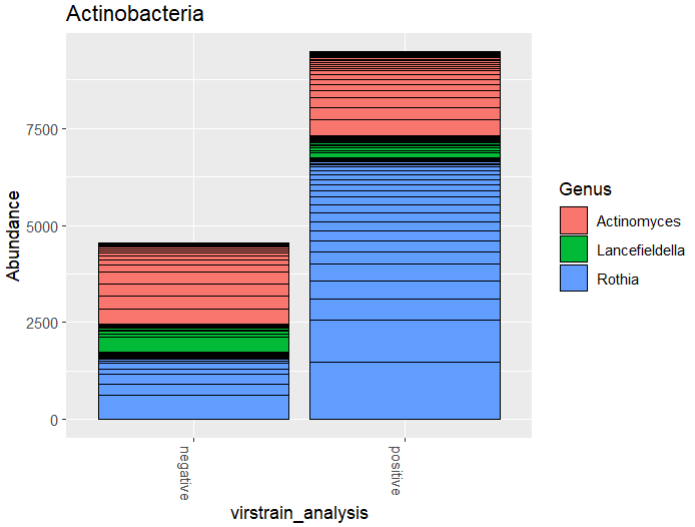 Actinobacteria
Abundance
7500
5000
2500
0
negative
positive
virstrain_analysis
Genus
Actinomyces
Lancefieldella
Rothia